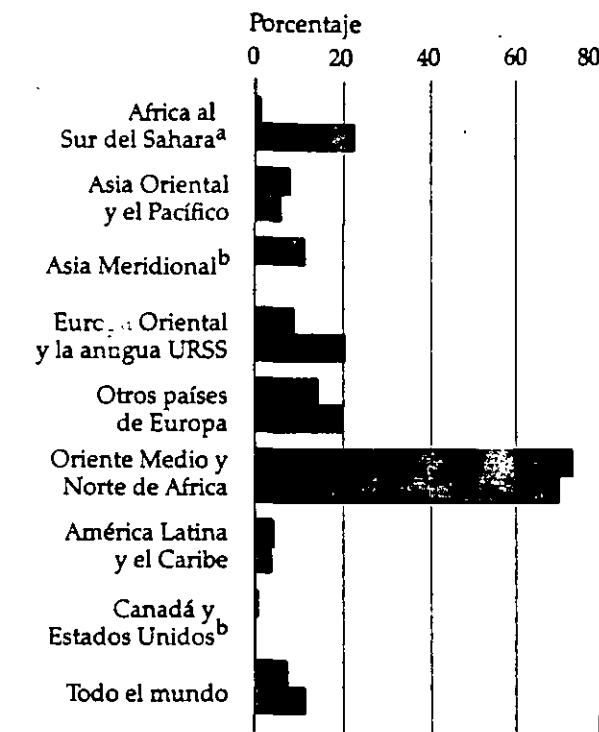 Porcentaje
0 20 40 60 80
Africa al
Sur del Sahara^a
Asia Oriental
y el Pacífico
Asia Meridional^b
Oriental
y la antigua URSS
Otros países
de Europa
Oriente Medio y
Norte de Africa
América Latina
y el Caribe
Canadá y
Estados Unidos^b
Todo el mundo